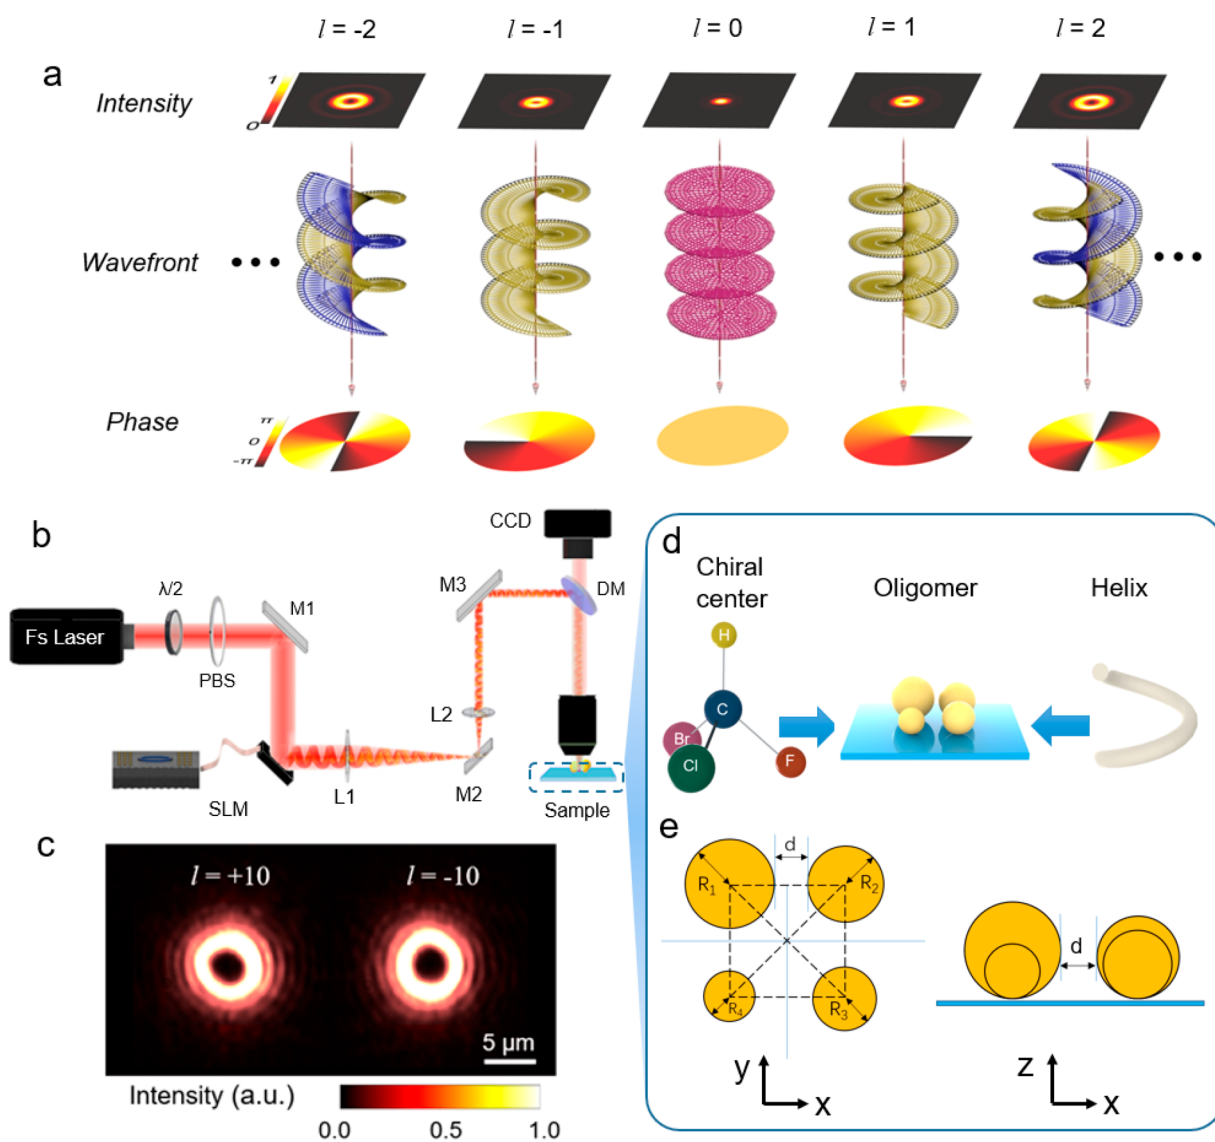 l = -2 l = -1 l = 0 l = 1 l = 2
a
Intensity
1
0
Wavefront
Phase
π
0
-π
b
Fs Laser
λ/2
PBS
M1
SLM
L1
M2
L2
M3
CCD
DM
Sample
c
l = +10 l = -10
5 μm
Intensity (a.u.)
0.0 0.5 1.0
d
Chiral
center
Oligomer
Helix
H
C
Br
Cl
F
e
d
R1
R2
R4
R3
y
x
d
z
x